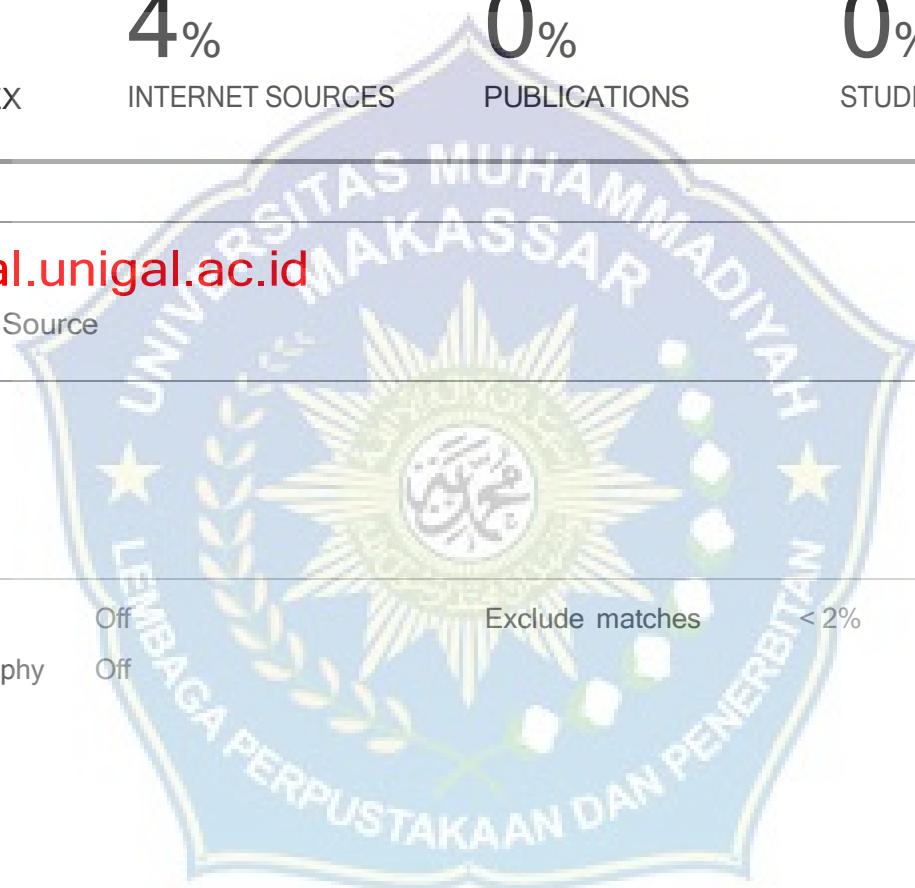 4% 0% 0%
EX INTERNET SOURCES PUBLICATIONS STUD
UNIVERSITAS MUHAMMADIYAH
MAKASSAR
al.unigal.ac.id
Source
Off Exclude matches < 2%
phy Off
LEMBAGA PERPUSTAKAAN DAN PENERBITAN